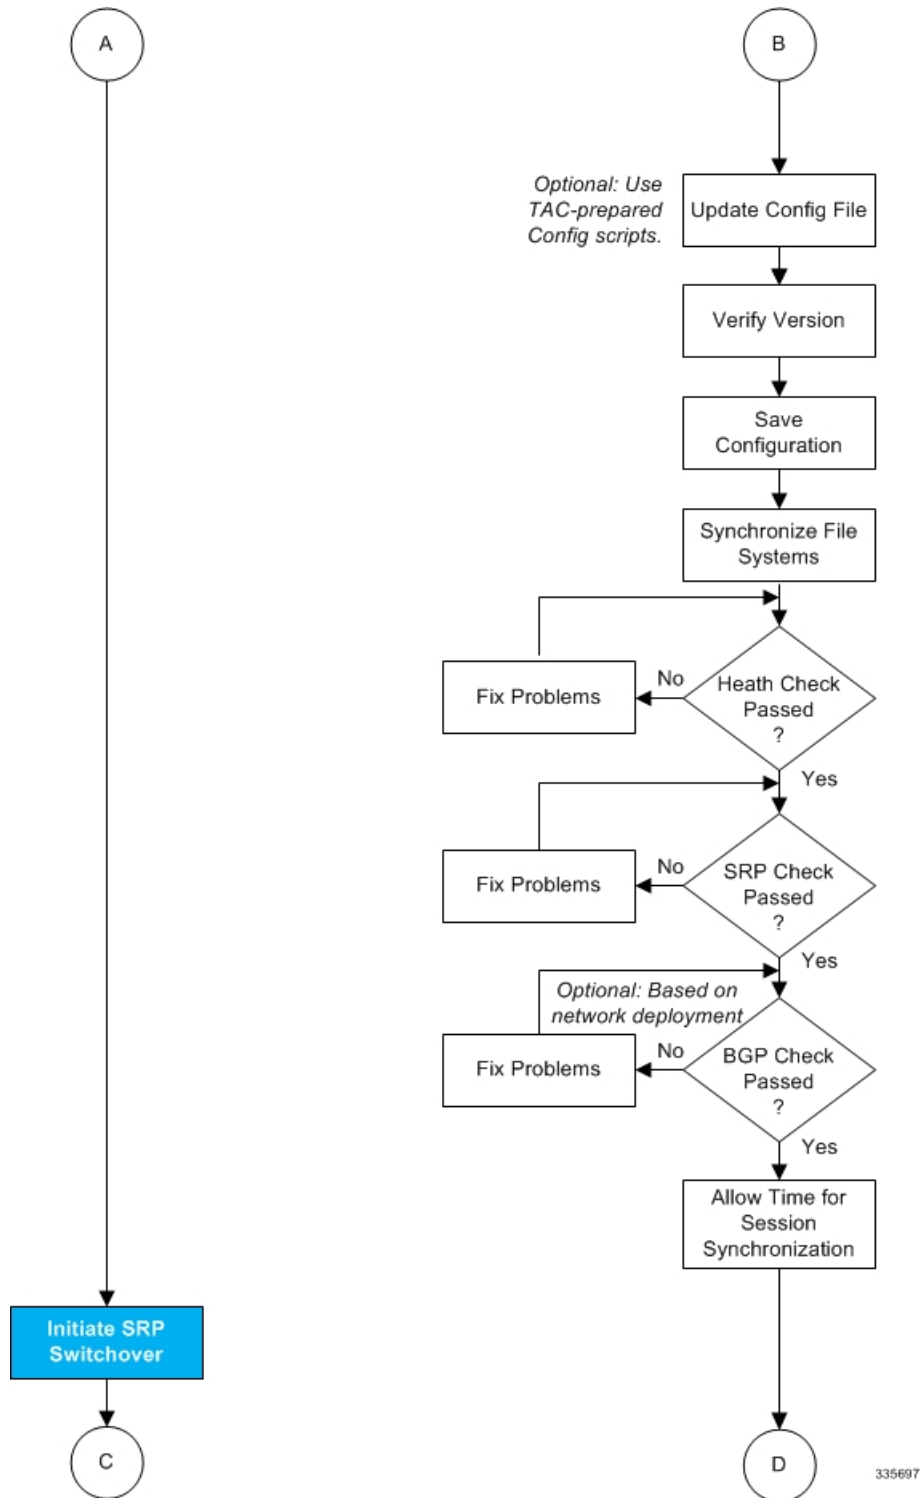 A
B
Optional: Use
TAC-prepared
Config scripts.
Update Config File
Verify Version
Save
Configuration
Synchronize File
Systems
Fix Problems
No
Heath Check
Passed
?
Yes
Fix Problems
No
SRP Check
Passed
?
Yes
Optional: Based on
network deployment
Fix Problems
No
BGP Check
Passed
?
Yes
Allow Time for
Session
Synchronization
Initiate SRP
Switchover
C
D
335697